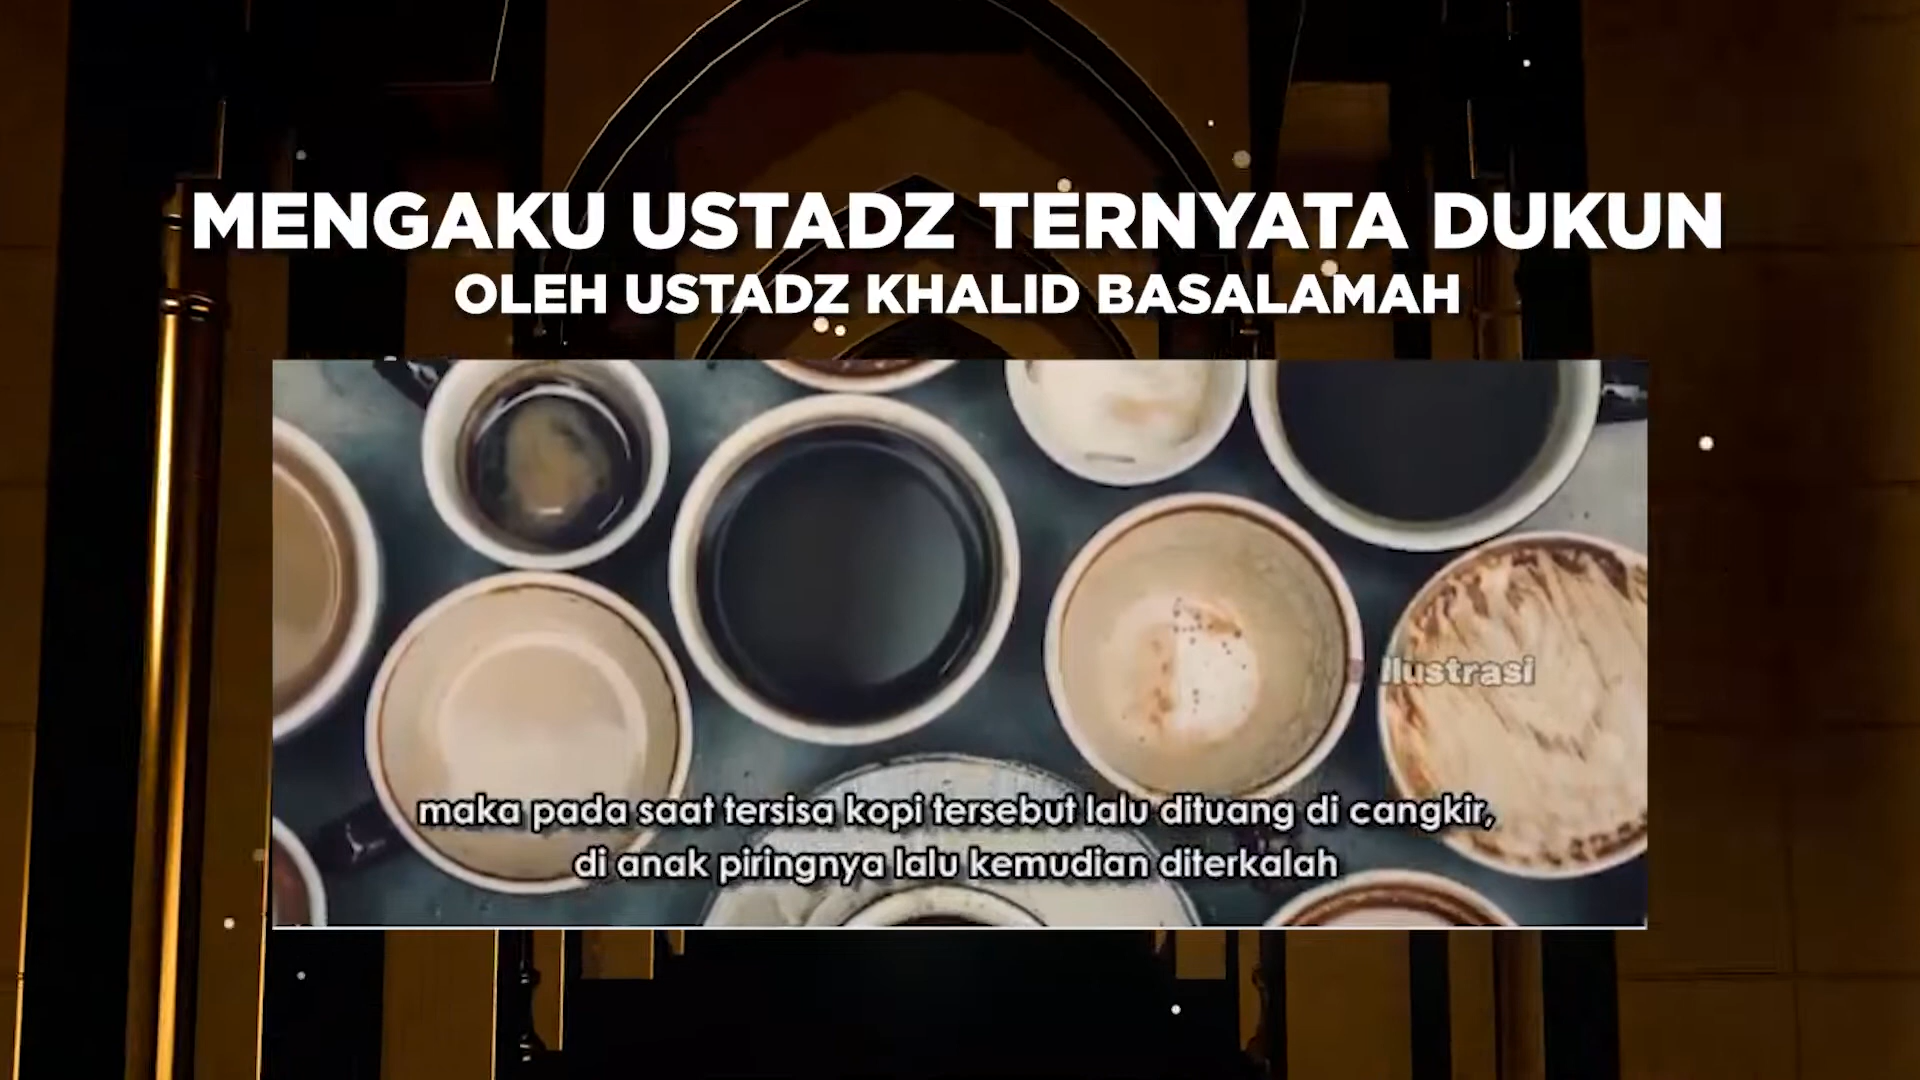 MENGAKU USTADZ TERNYATA DUKUN
OLEH USTADZ KHALID BASALAMAH
Ilustrasi
maka pada saat tersisa kopi tersebut lalu dituang di cangkir,
di anak piringnya lalu kemudian diterkalah